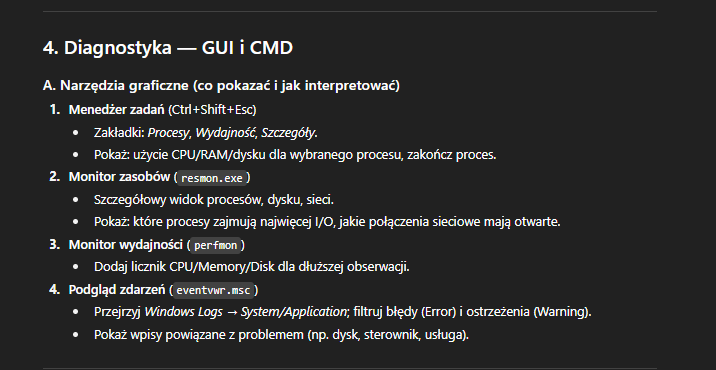 4. Diagnostyka — GUI i CMD
A. Narzędzia graficzne (co pokazać i jak interpretować)
1. Menedżer zadań (Ctrl+Shift+Esc)
• Zakładki: Procesy, Wydajność, Szczegóły.
• Pokaż: użycie CPU/RAM/dysku dla wybranego procesu, zakończ proces.
2. Monitor zasobów (resmon.exe)
• Szczegółowy widok procesów, dysku, sieci.
• Pokaż: które procesy zajmują najwięcej I/O, jakie połączenia sieciowe mają otwarte.
3. Monitor wydajności (perfmon)
• Dodaj licznik CPU/Memory/Disk dla dłuższej obserwacji.
4. Podgląd zdarzeń (eventvwr.msc)
• Przejrzyj Windows Logs → System/Application; filtruj błędy (Error) i ostrzeżenia (Warning).
• Pokaż wpisy powiązane z problemem (np. dysk, sterownik, usługa).